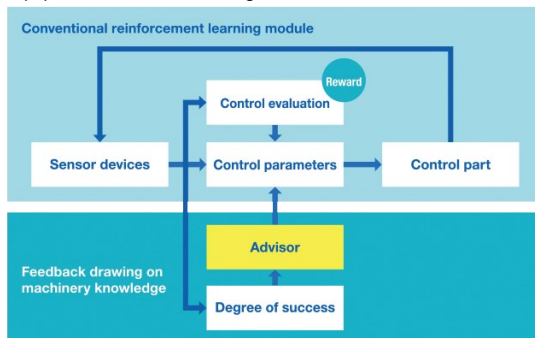 Conventional reinforcement learning module
Reward
Control evaluation
Sensor devices
Control parameters
Control part
Advisor
Feedback drawing on
machinery knowledge
Degree of success